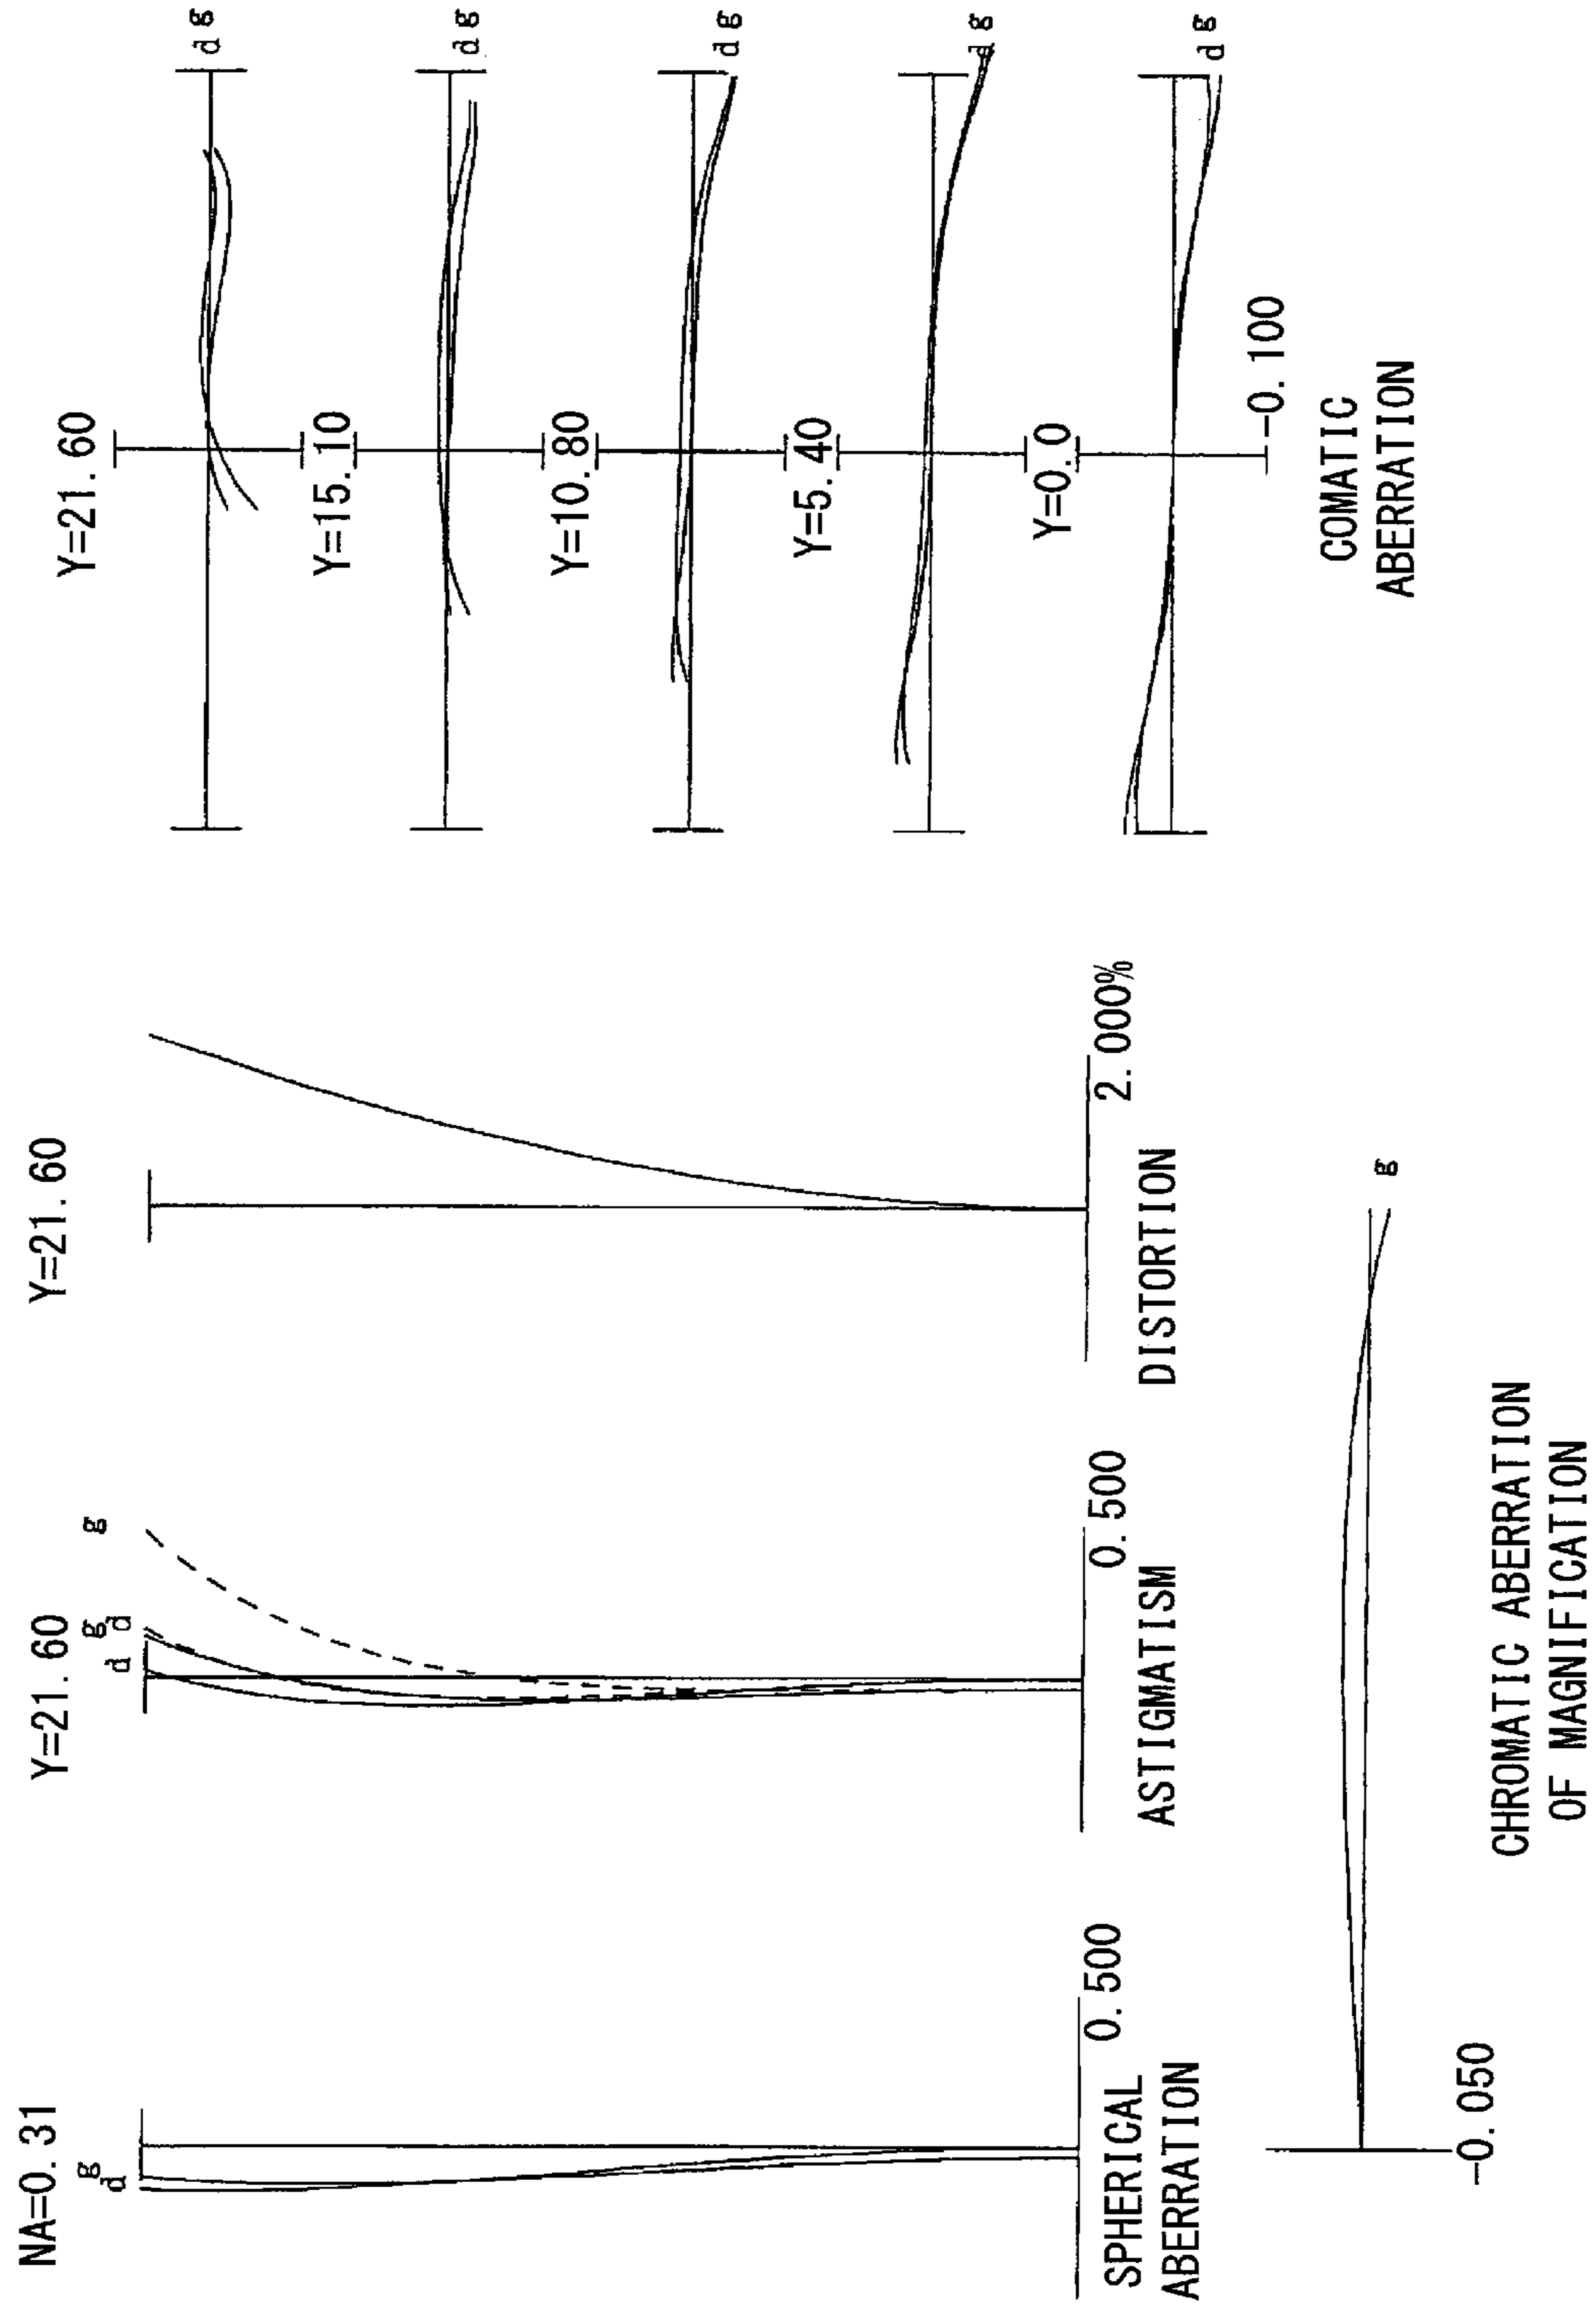 NA=0.31
g
d
0.500
SPHERICAL
ABERRATION
Y=21.60
g
g
d
d
0.500
ASTIGMATISM
Y=21.60
2.000%
DISTORTION
Y=21.60
d g
Y=15.10
d g
Y=10.80
d g
Y=5.40
d g
Y=0.0
d g
-0.100
COMATIC
ABERRATION
g
-0.050
CHROMATIC ABERRATION
OF MAGNIFICATION